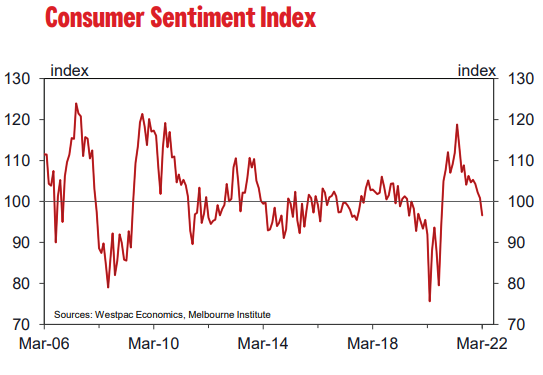 Consumer Sentiment Index
index index
130 130
120 120
110 110
100 100
90 90
80 80
70 70
Sources: Westpac Economics, Melbourne Institute
Mar-06 Mar-10 Mar-14 Mar-18 Mar-22